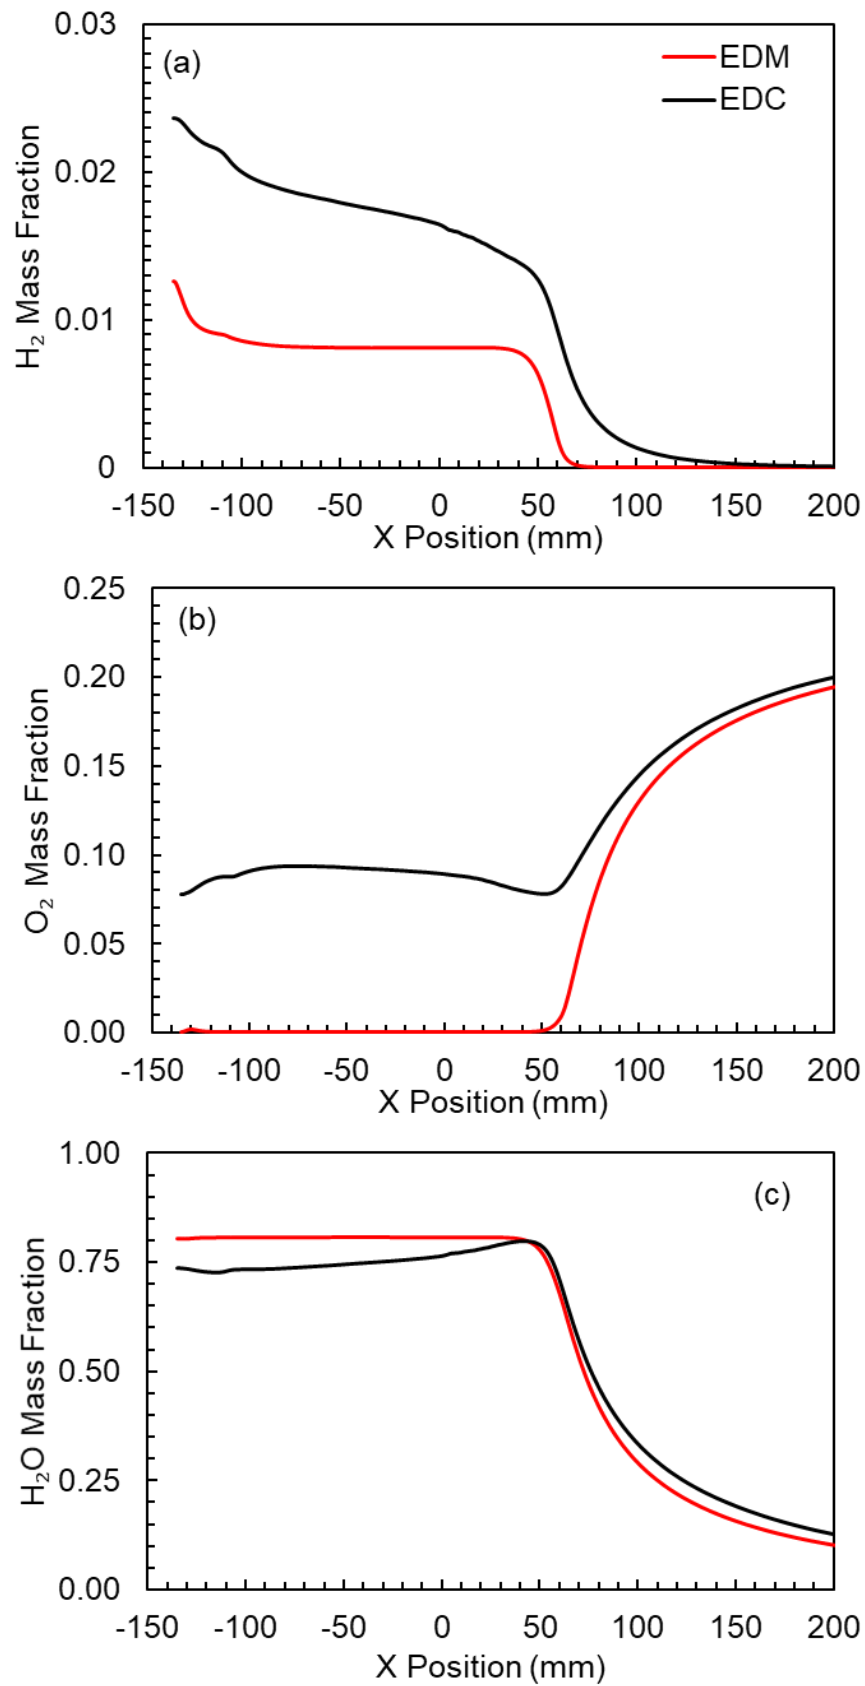 0.03
(a)
EDM
EDC
0.02
0.01
0
H₂ Mass Fraction
-150 -100 -50 0 50 100 150 200
X Position (mm)
0.25
(b)
0.20
0.15
0.10
0.05
0.00
O₂ Mass Fraction
-150 -100 -50 0 50 100 150 200
X Position (mm)
1.00
(c)
0.75
0.50
0.25
0.00
H₂O Mass Fraction
-150 -100 -50 0 50 100 150 200
X Position (mm)